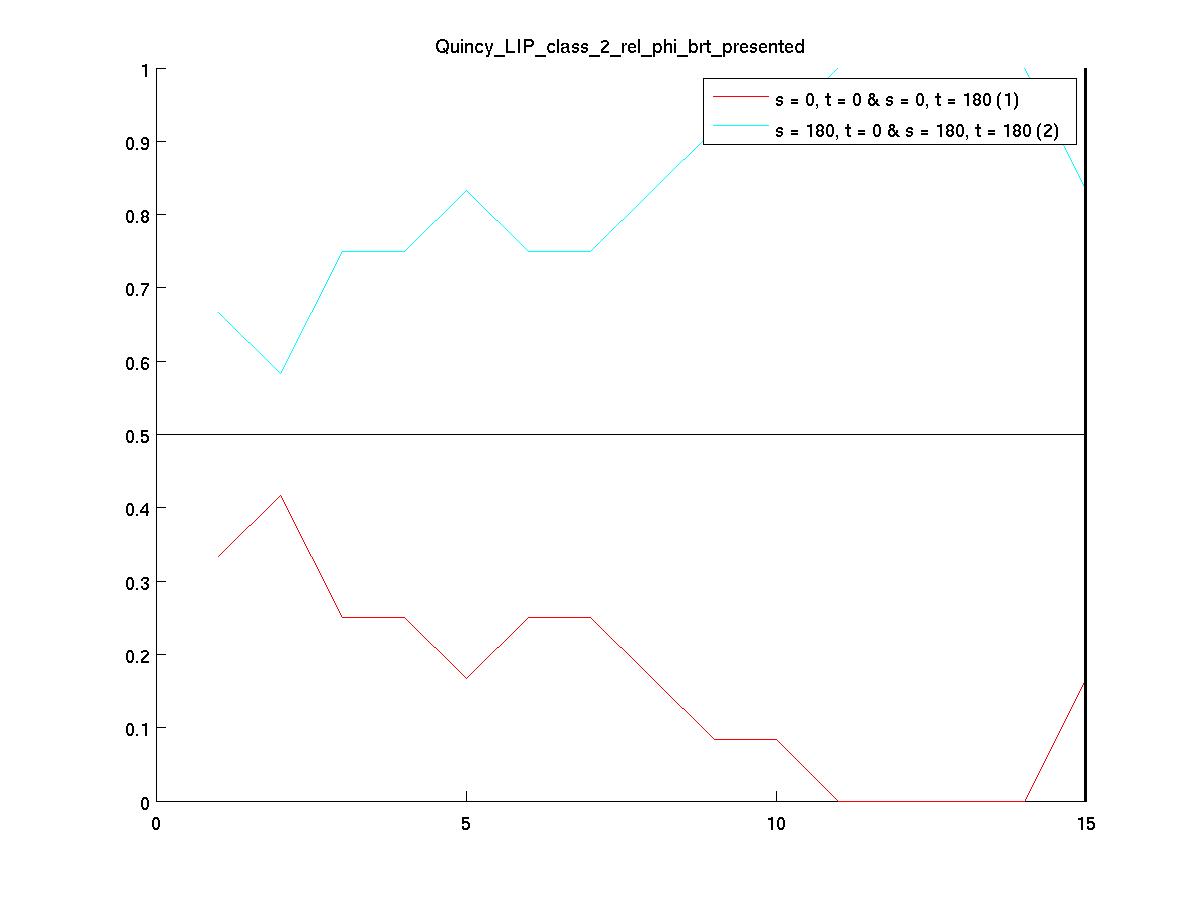 Quincy_LIP_class_2_rel_phi_brt_presented
1
s = 0, t = 0 & s = 0, t = 180 (1)
s = 180, t = 0 & s = 180, t = 180 (2)
0.9
0.8
0.7
0.6
0.5
0.4
0.3
0.2
0.1
0
0 5 10 15